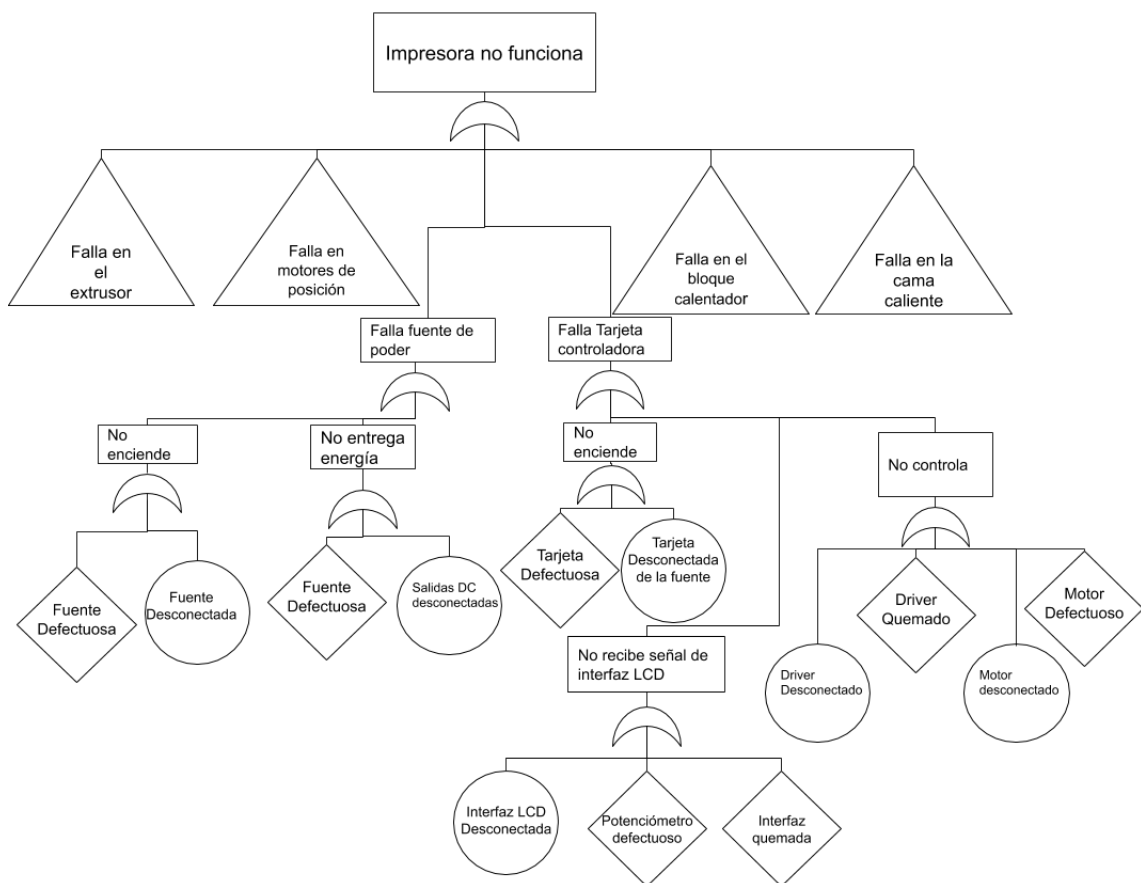 Impresora no funciona
Falla en
el
extrusor
Falla en
motores de
posición
Falla en el
bloque
calentador
Falla en la
cama
caliente
Falla fuente de
poder
Falla Tarjeta
controladora
No
enciende
No entrega
energía
No
enciende
No controla
Fuente
Defectuosa
Fuente
Desconectada
Fuente
Defectuosa
Salidas DC
desconectadas
Tarjeta
Defectuosa
Tarjeta
Desconectada
de la fuente
Driver
Quemado
Motor
Defectuoso
No recibe señal de
interfaz LCD
Driver
Desconectado
Motor
desconectado
Interfaz LCD
Desconectada
Potenciómetro
defectuoso
Interfaz
quemada